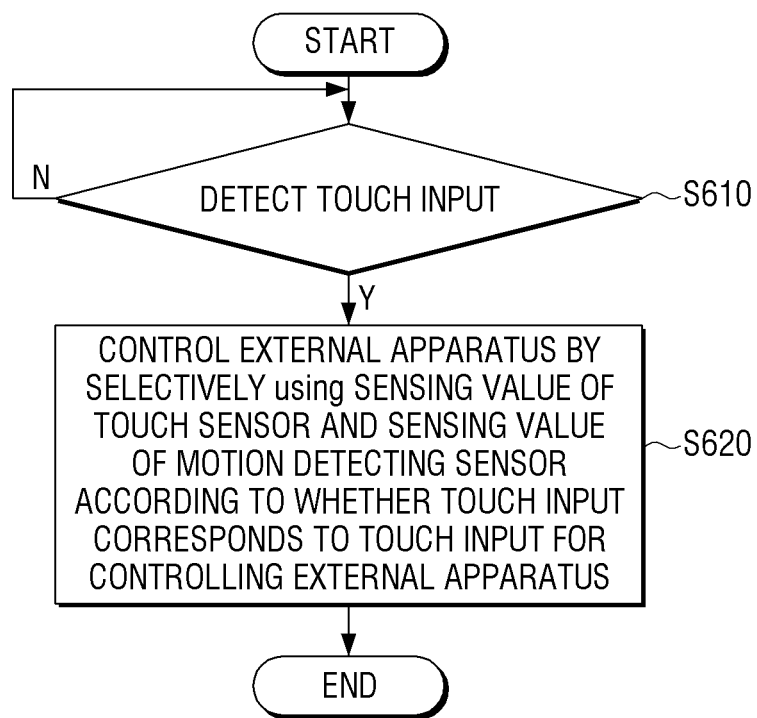 START
N
DETECT TOUCH INPUT
S610
Y
CONTROL EXTERNAL APPARATUS BY
SELECTIVELY using SENSING VALUE OF
TOUCH SENSOR AND SENSING VALUE
OF MOTION DETECTING SENSOR
ACCORDING TO WHETHER TOUCH INPUT
CORRESPONDS TO TOUCH INPUT FOR
CONTROLLING EXTERNAL APPARATUS
S620
END